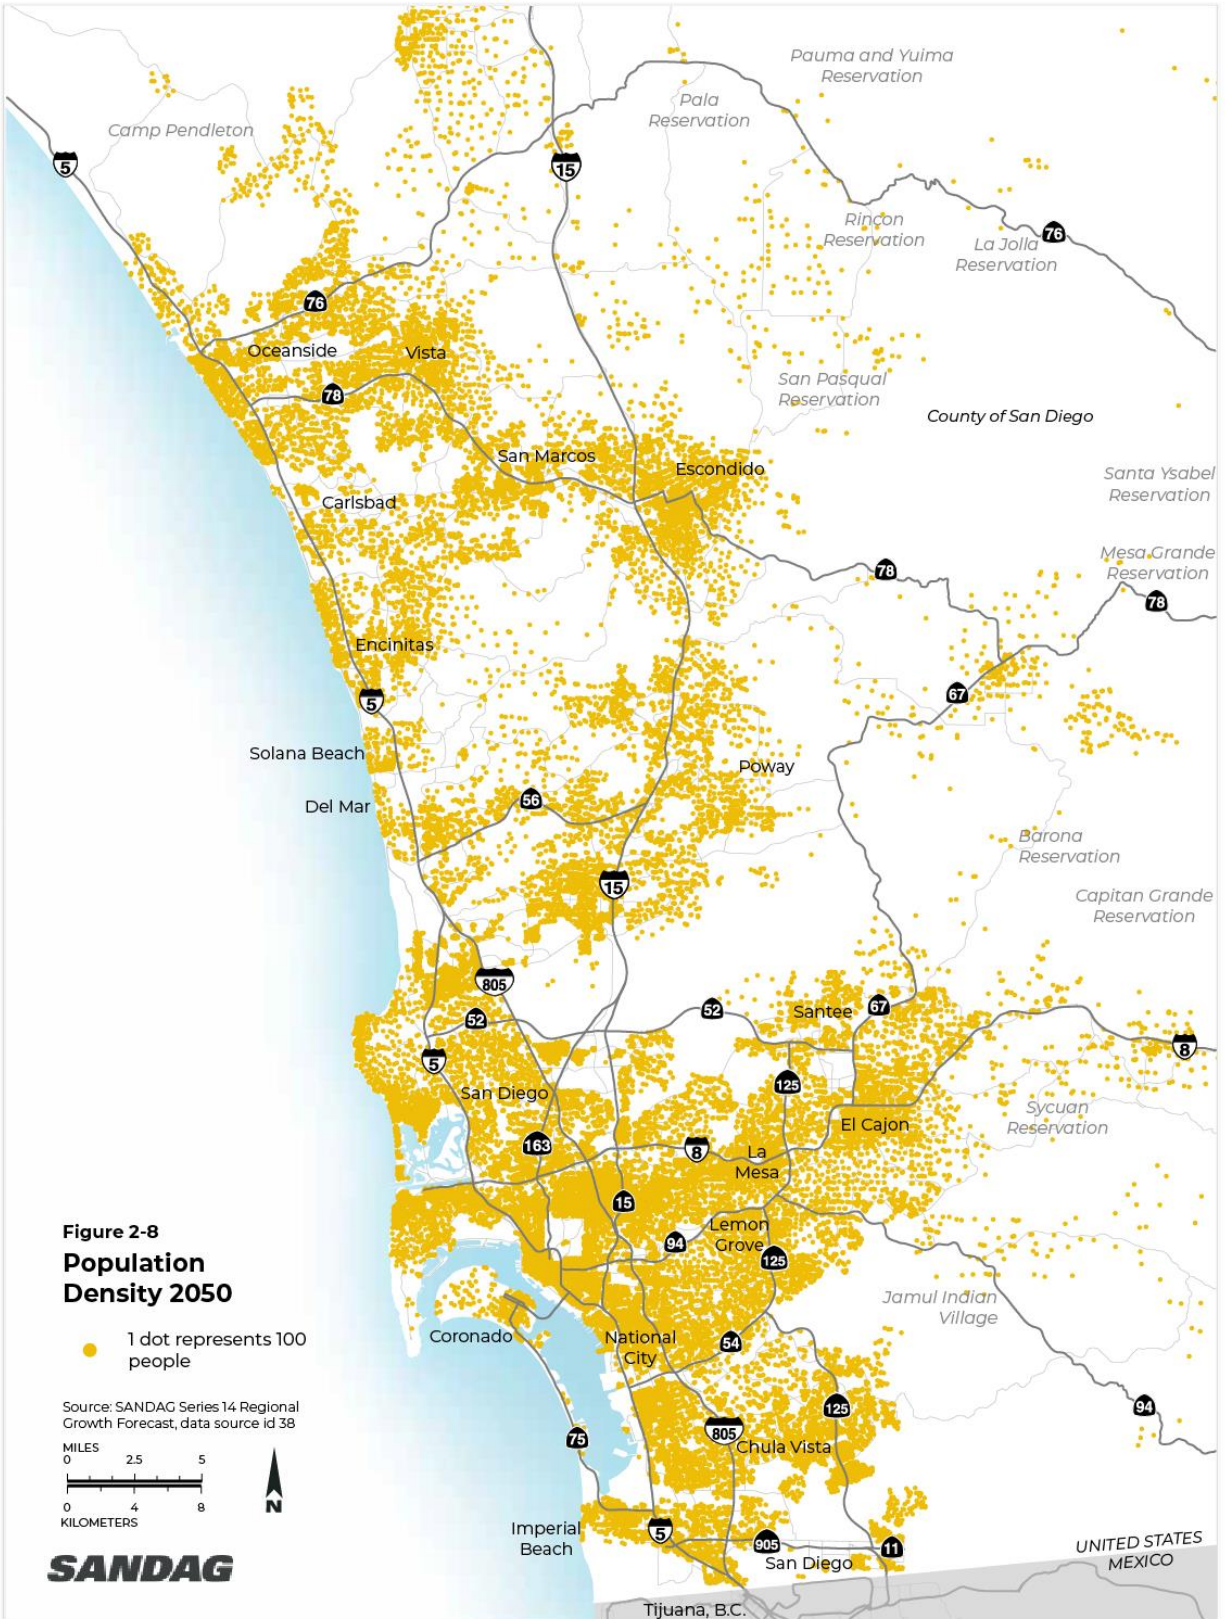 Pauma and Yuima
Reservation
Pala
Reservation
Camp Pendleton
5
15
Rincon
Reservation
76
La Jolla
Reservation
76
Oceanside
Vista
78
San Pasqual
Reservation
County of San Diego
San Marcos
Escondido
Santa Ysabel
Reservation
Carlsbad
Mesa Grande
Reservation
78
78
Encinitas
67
5
Solana Beach
Poway
56
Del Mar
Barona
Reservation
15
Capitan Grande
Reservation
805
52
52
Santee
67
5
8
125
San Diego
Sycuan
Reservation
El Cajon
163
8
La
Mesa
15
Lemon
Grove
94
125
Figure 2-8
Population
Density 2050
1 dot represents 100
people
Jamul Indian
Village
Coronado
National
City
54
Source: SANDAG Series 14 Regional
Growth Forecast, data source id 38
MILES
0 2.5 5
0 4 8
KILOMETERS
N
125
94
805
75
Chula Vista
Imperial
Beach
5
905
11
San Diego
UNITED STATES
MEXICO
SANDAG
Tijuana, B.C.